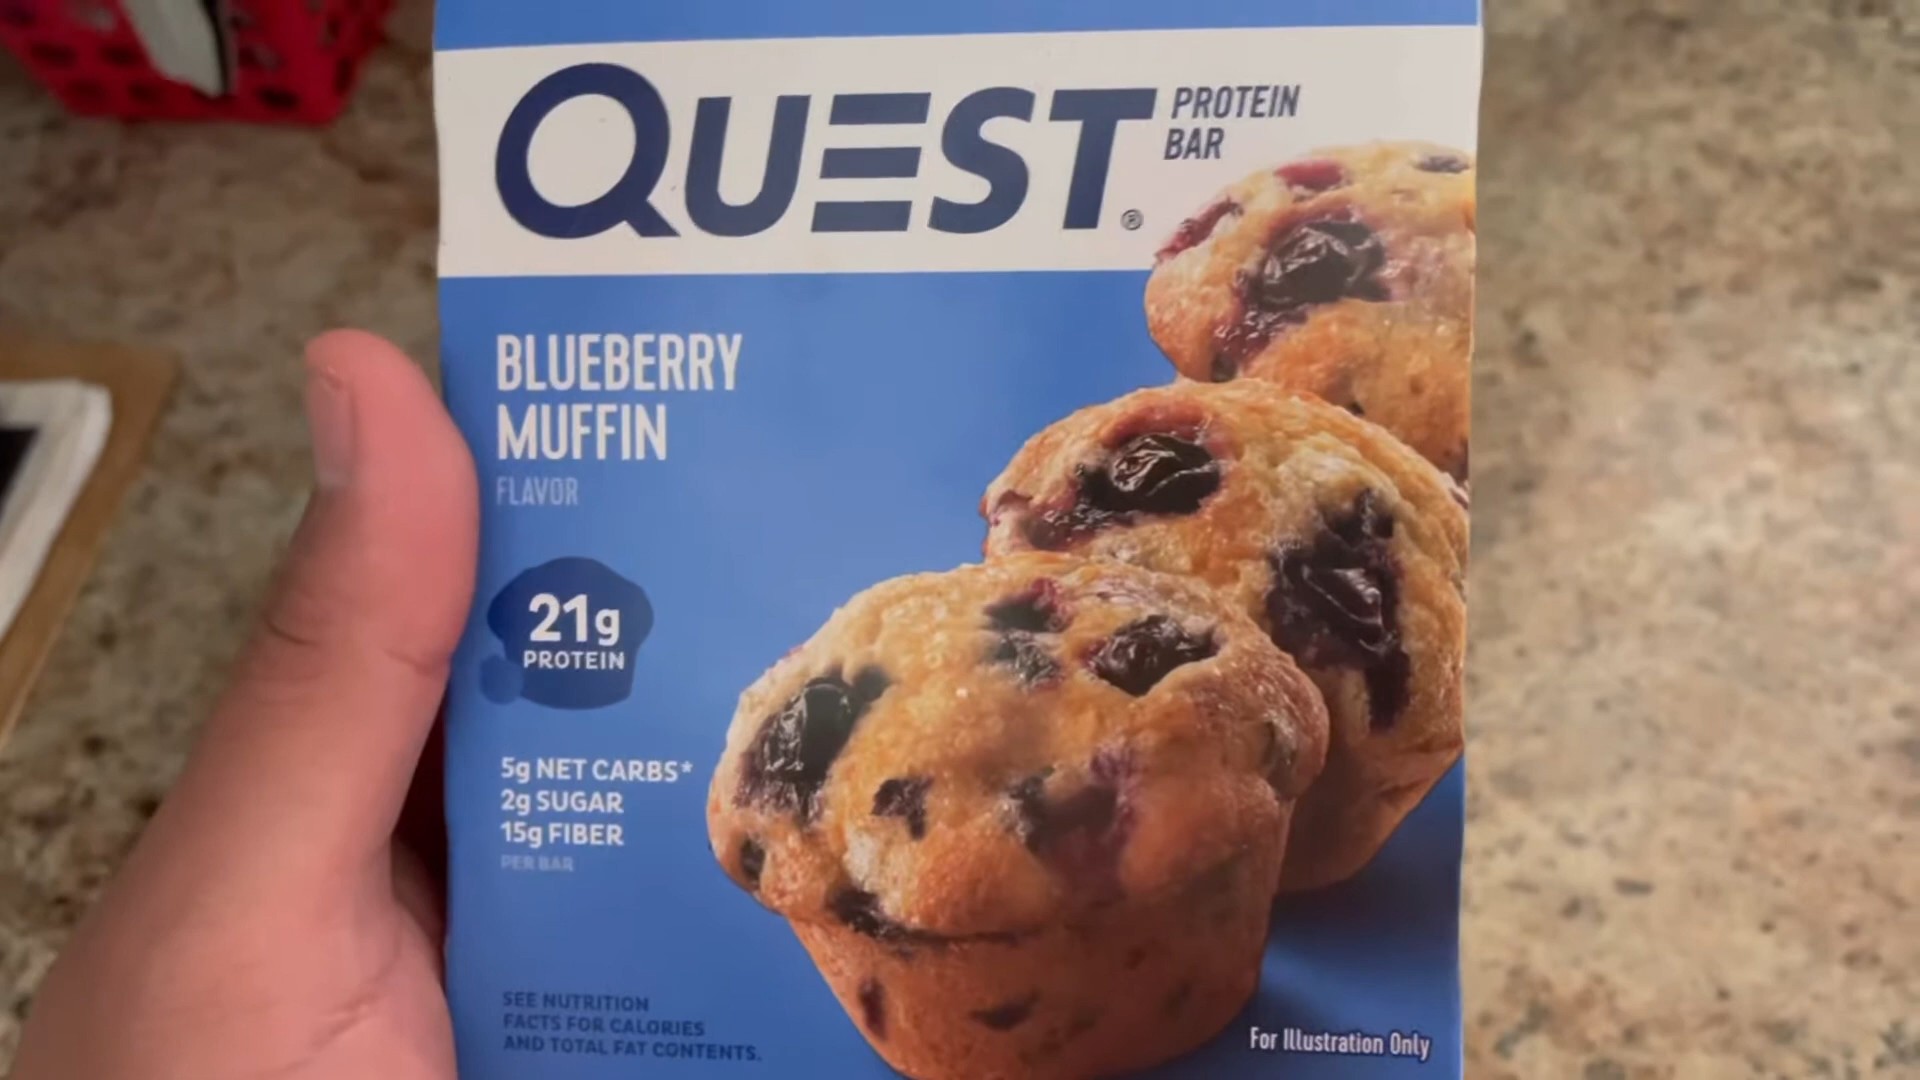 QUEST®
PROTEIN
BAR
BLUEBERRY
MUFFIN
FLAVOR
21g
PROTEIN
5g NET CARBS*
2g SUGAR
15g FIBER
PER BAR
SEE NUTRITION
FACTS FOR CALORIES
AND TOTAL FAT CONTENTS.
For Illustration Only